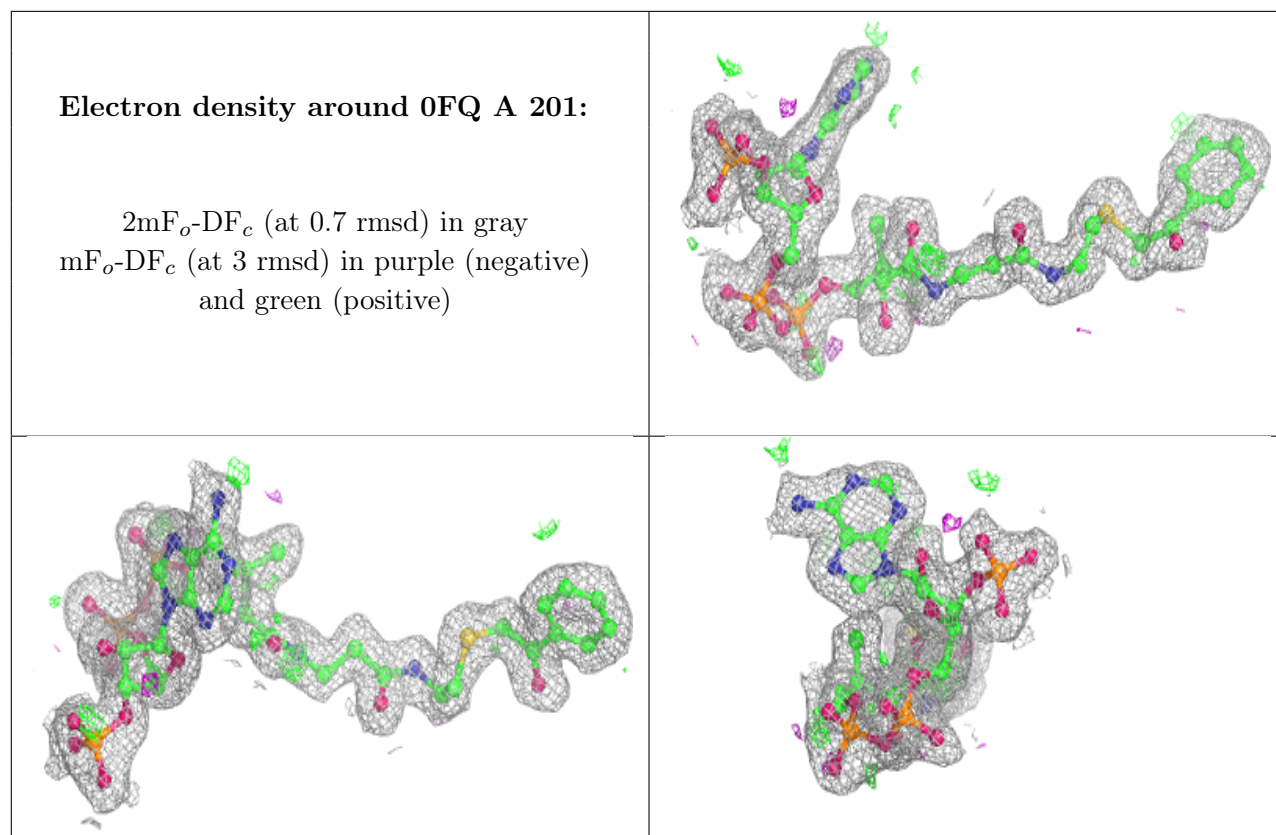 Electron density around 0FQ A 201:
2mFo-DFc (at 0.7 rmsd) in gray
mFo-DFc (at 3 rmsd) in purple (negative)
and green (positive)